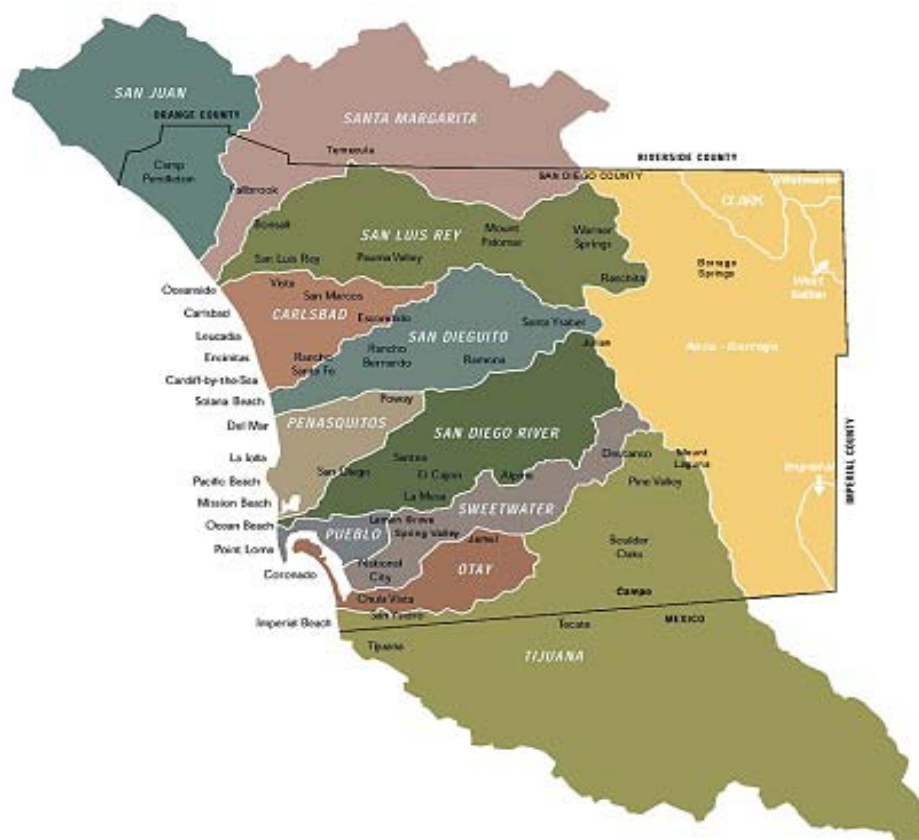 SAN JUAN
ORANGE COUNTY
SANTA MARGARITA
Temecula
RIVERSIDE COUNTY
Camp
Pendleton
SAN DIEGO COUNTY
Fallbrook
CLARK
Bonsall
SAN LUIS REY
Mount
Palomar
Warner
Springs
San Luis Rey
Pauma Valley
Borrego
Springs
Ranchita
West
Salton
Oceanside
Vista
San Marcos
Carlsbad
CARLSBAD
Escondido
SAN DIEGUITO
Santa Ysabel
Leucadia
Julian
Anza - Borrego
Encinitas
Rancho
Santa Fe
Rancho
Bernardo
Ramona
Cardiff-by-the-Sea
Solana Beach
Poway
Del Mar
PENASQUITOS
SAN DIEGO RIVER
IMPERIAL COUNTY
La Jolla
San Diego
Santee
El Cajon
Alpine
Descanso
Mount
Laguna
Imperial
Pacific Beach
Pine Valley
Mission Beach
La Mesa
SWEETWATER
Ocean Beach
Lemon Grove
PUEBLO
Spring Valley
Jamul
Point Loma
Boulder
Oaks
Coronado
National
City
OTAY
Chula Vista
Campo
Imperial Beach
San Ysidro
Tecate
MEXICO
Tijuana
TIJUANA